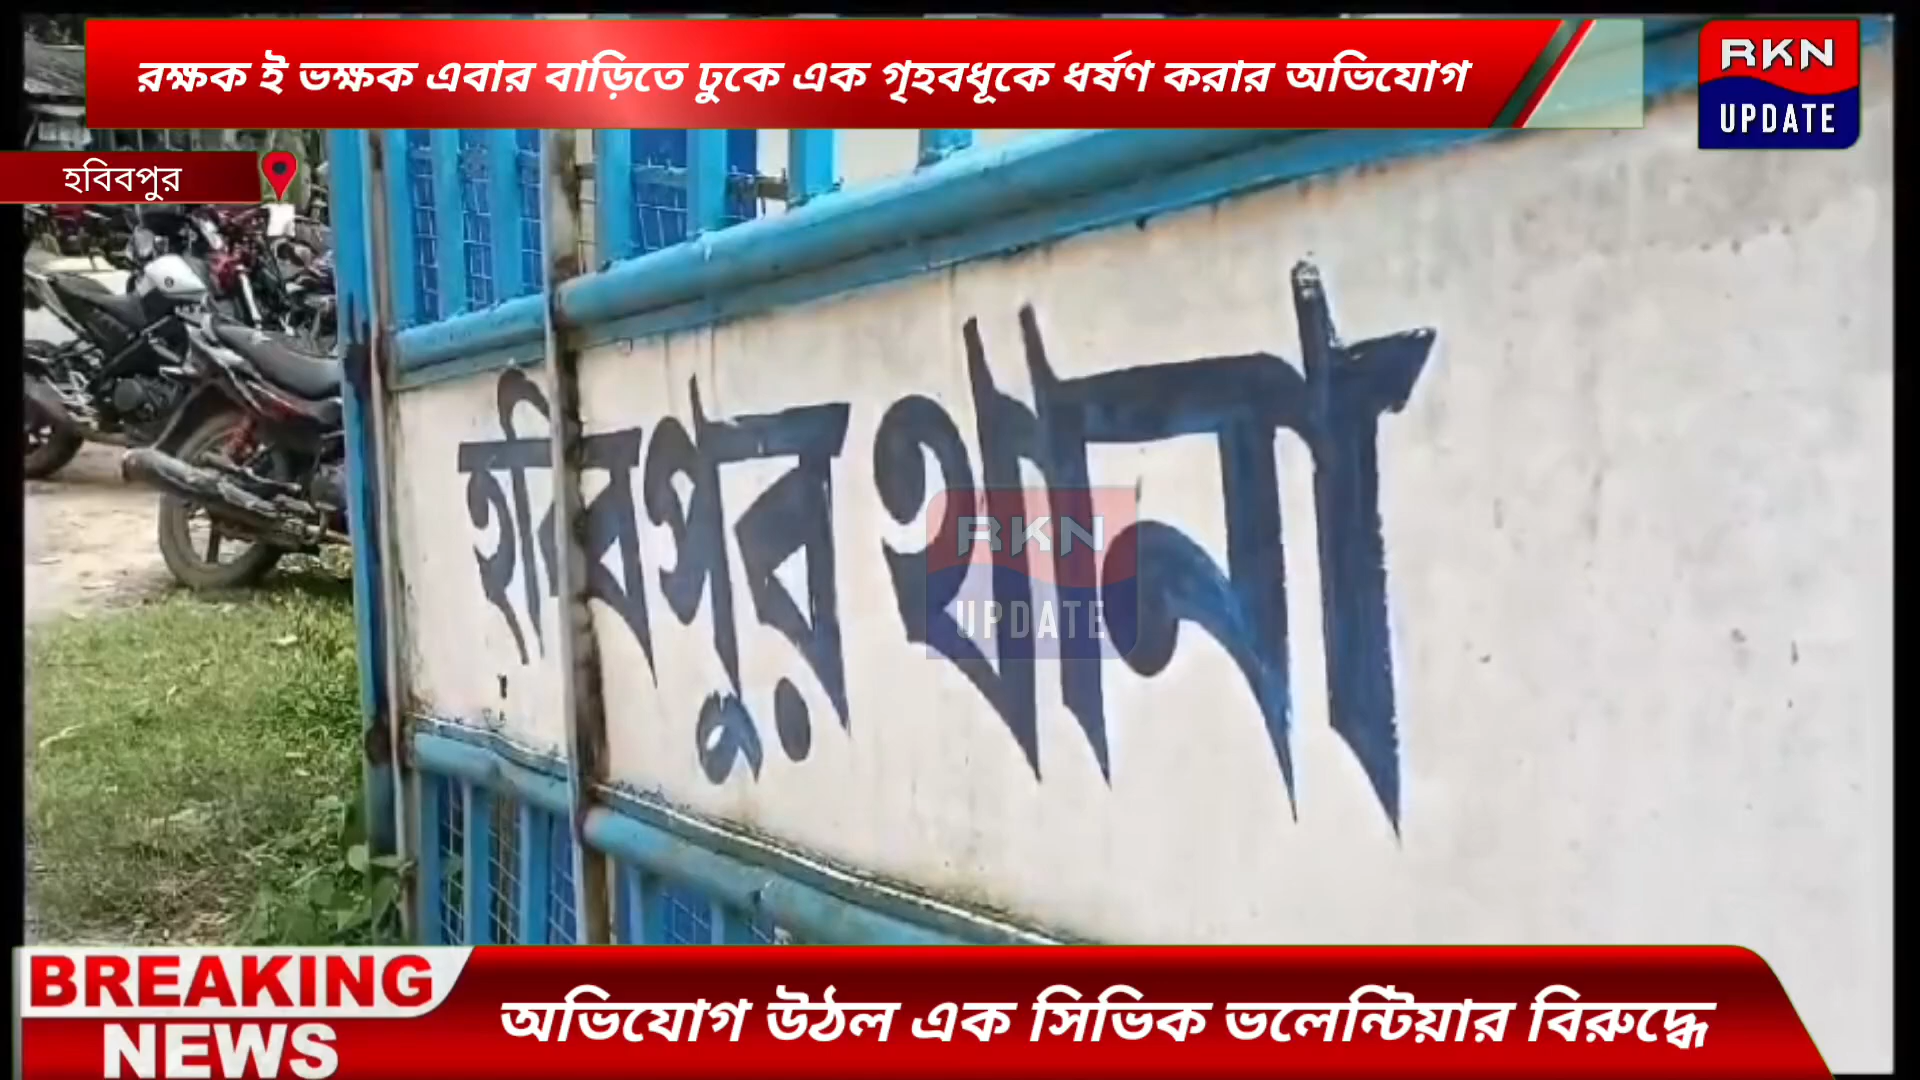 রক্ষক ই ভক্ষক এবার বাড়িতে ঢুকে এক গৃহবধূকে ধর্ষণ করার অভিযোগ
RKN
UPDATE
হবিবপুর
হবিবপুর থানা
RKN
UPDATE
BREAKING
NEWS
অভিযোগ উঠল এক সিভিক ভলেন্টিয়ার বিরুদ্ধে